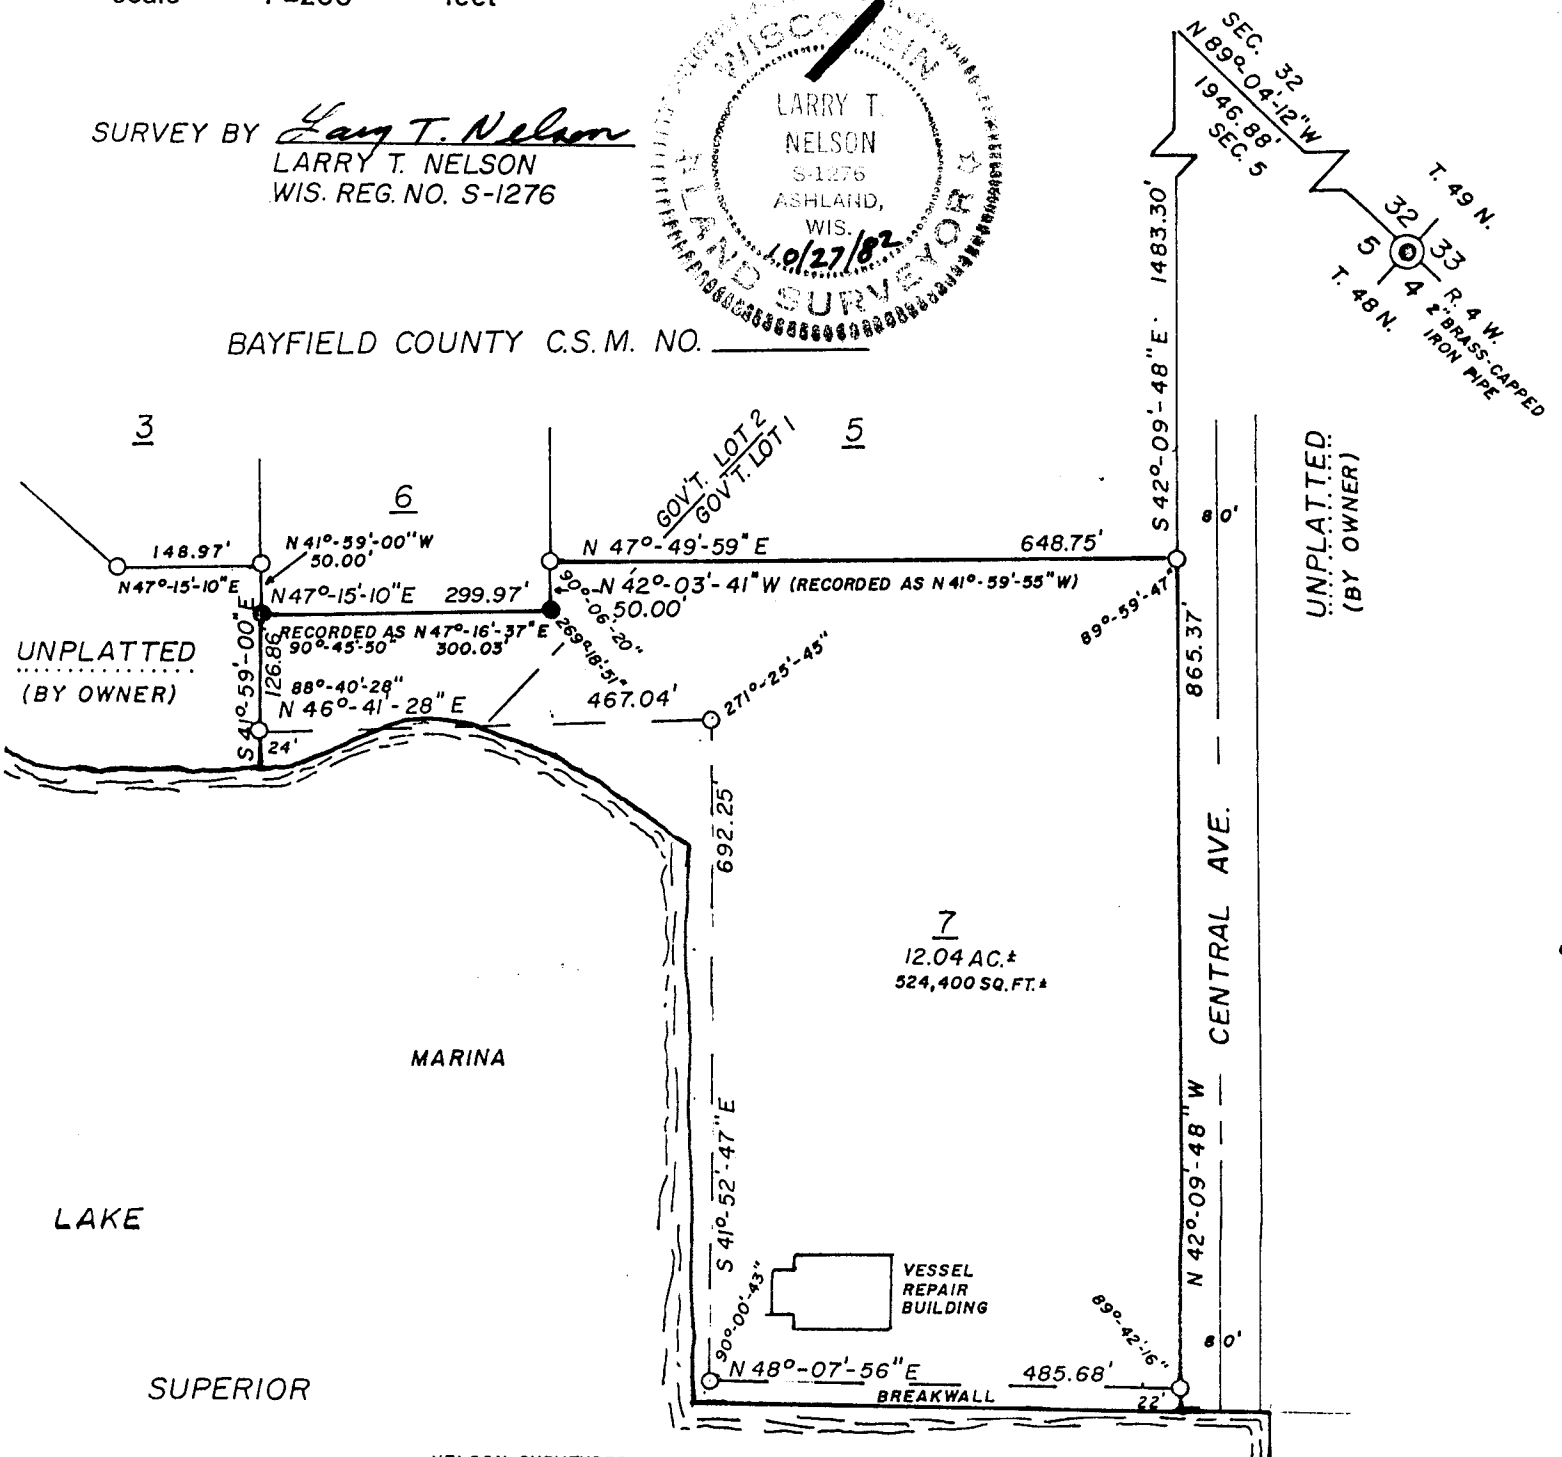 SURVEY BY Larry T. Nelson
LARRY T. NELSON
WIS. REG. NO. S-1276
WISCONSIN
LARRY T.
NELSON
S-1276
ASHLAND,
WIS.
10/27/82
LAND SURVEYOR
BAYFIELD COUNTY C.S.M. NO.
SEC. 32
N 89°-04'-12" W
1946.88'
SEC. 5
T. 49 N.
32
33
5
4
T. 48 N.
R. 4 W.
2" BRASS-CAPPED
IRON PIPE
S 42°-09'-48" E 1483.30'
3
6
5
GOV'T. LOT 2
GOV'T. LOT 1
UNPLATTED
(BY OWNER)
80'
148.97'
N47°-15'-10"E
N41°-59'-00"W
50.00'
N 47°-49'-59" E 648.75'
N 42°-03'-41" W (RECORDED AS N41°-59'-55"W)
50.00'
90°-06'-20"
89°-59'-47"
N47°-15'-10"E 299.97'
RECORDED AS N47°-16'-37"E
90°-45'-50" 300.03'
269°-18'-51"
S 41°-59'-00" E
126.86
UNPLATTED
(BY OWNER)
88°-40'-28"
N 46°-41'-28" E
467.04'
271°-25'-45"
24'
865.37'
692.25'
7
12.04 AC.±
524,400 SQ.FT.±
CENTRAL AVE.
MARINA
S 41°-52'-47" E
N 42°-09'-48" W
LAKE
VESSEL
REPAIR
BUILDING
90°-00'-43"
89°-42'-16"
80'
N 48°-07'-56" E 485.68'
BREAKWALL
22'
SUPERIOR